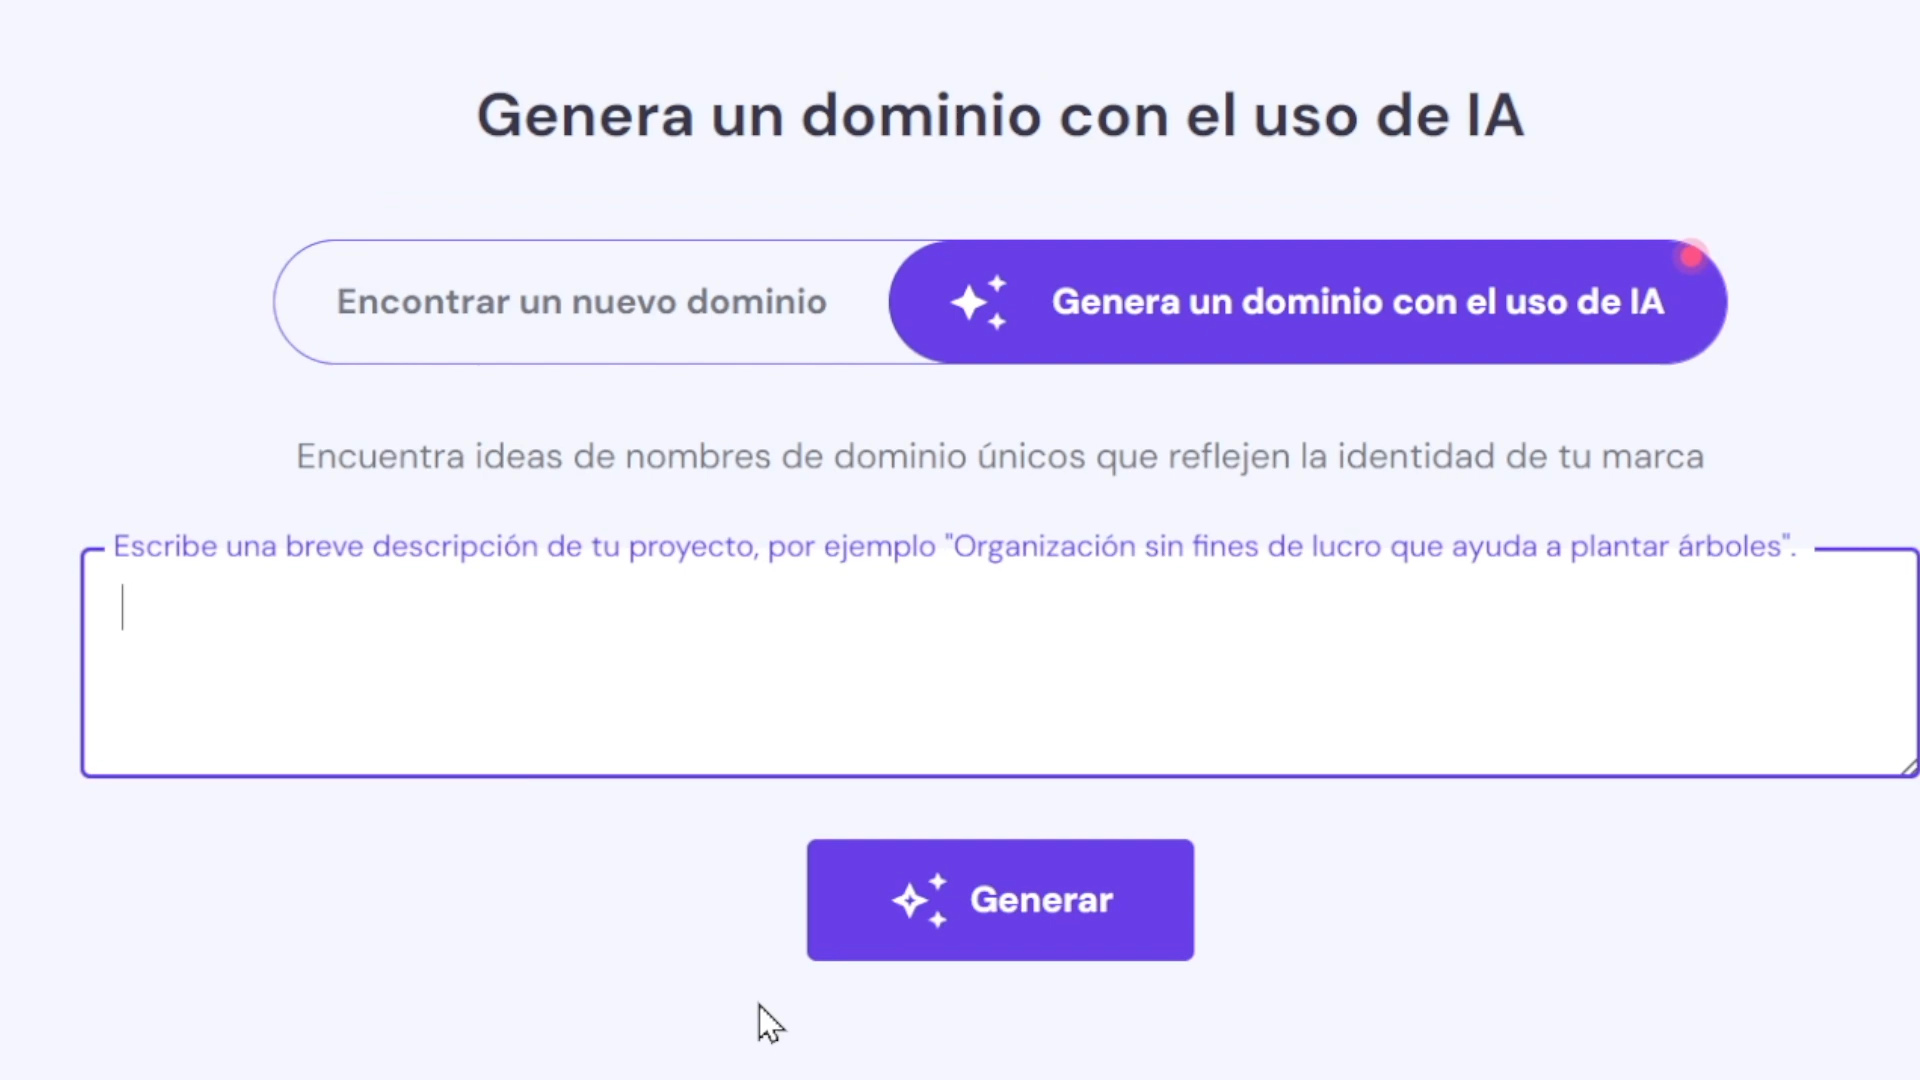 Genera un dominio con el uso de IA
Encontrar un nuevo dominio
Genera un dominio con el uso de IA
Encuentra ideas de nombres de dominio únicos que reflejen la identidad de tu marca
Escribe una breve descripción de tu proyecto, por ejemplo "Organización sin fines de lucro que ayuda a plantar árboles".
Generar